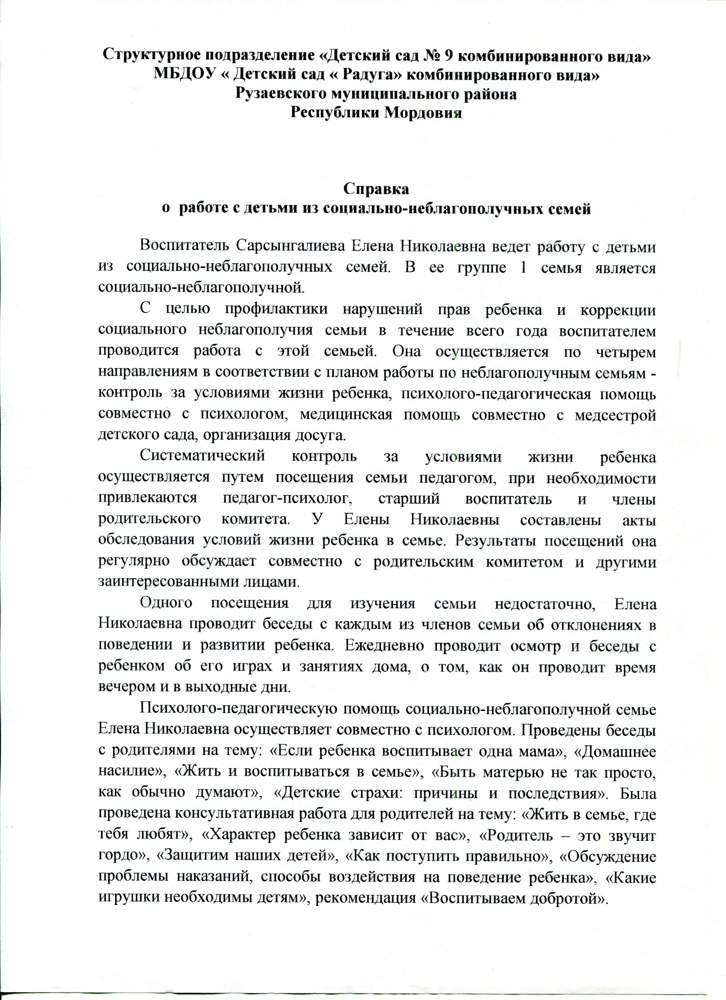 Структурное подразделение «Детский сад № 9 комбинированного вида»
МБДОУ « Детский сад « Радуга» комбинированного вида»
Рузаевского муниципального района
Республики Мордовия
Справка
о  работе с детьми из социально-неблагополучных семей
Воспитатель Сарсынгалиева Елена Николаевна ведет работу с детьми
из социально-неблагополучных семей. В ее группе 1 семья является
социально-неблагополучной.
С целью профилактики нарушений прав ребенка и коррекции
социального неблагополучия семьи в течение всего года воспитателем
проводится работа с этой семьей. Она осуществляется по четырем
направлениям в соответствии с планом работы по неблагополучным семьям -
контроль за условиями жизни ребенка, психолого-педагогическая помощь
совместно с психологом, медицинская помощь совместно с медсестрой
детского сада, организация досуга.
Систематический контроль за условиями жизни ребенка
осуществляется путем посещения семьи педагогом, при необходимости
привлекаются педагог-психолог, старший воспитатель и члены
родительского комитета. У Елены Николаевны составлены акты
обследования условий жизни ребенка в семье. Результаты посещений она
регулярно обсуждает совместно с родительским комитетом и другими
заинтересованными лицами.
Одного посещения для изучения семьи недостаточно, Елена
Николаевна проводит беседы с каждым из членов семьи об отклонениях в
поведении и развитии ребенка. Ежедневно проводит осмотр и беседы с
ребенком об его играх и занятиях дома, о том, как он проводит время
вечером и в выходные дни.
Психолого-педагогическую помощь социально-неблагополучной семье
Елена Николаевна осуществляет совместно с психологом. Проведены беседы
с родителями на тему: «Если ребенка воспитывает одна мама», «Домашнее
насилие», «Жить и воспитываться в семье», «Быть матерью не так просто,
как обычно думают», «Детские страхи: причины и последствия». Была
проведена консультативная работа для родителей на тему: «Жить в семье, где
тебя любят», «Характер ребенка зависит от вас», «Родитель – это звучит
гордо», «Защитим наших детей», «Как поступить правильно», «Обсуждение
проблемы наказаний, способы воздействия на поведение ребенка», «Какие
игрушки необходимы детям», рекомендация «Воспитываем добротой».